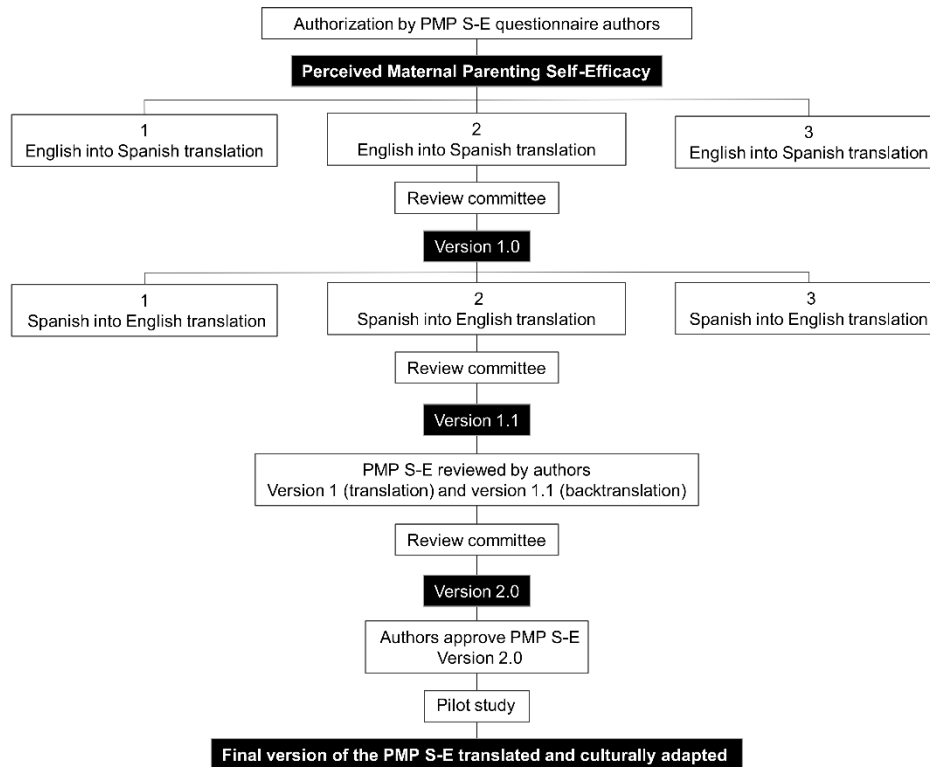 Authorization by PMP S-E questionnaire authors
Perceived Maternal Parenting Self-Efficacy
1
English into Spanish translation
2
English into Spanish translation
3
English into Spanish translation
Review committee
Version 1.0
1
Spanish into English translation
2
Spanish into English translation
3
Spanish into English translation
Review committee
Version 1.1
PMP S-E reviewed by authors
Version 1 (translation) and version 1.1 (backtranslation)
Review committee
Version 2.0
Authors approve PMP S-E
Version 2.0
Pilot study
Final version of the PMP S-E translated and culturally adapted